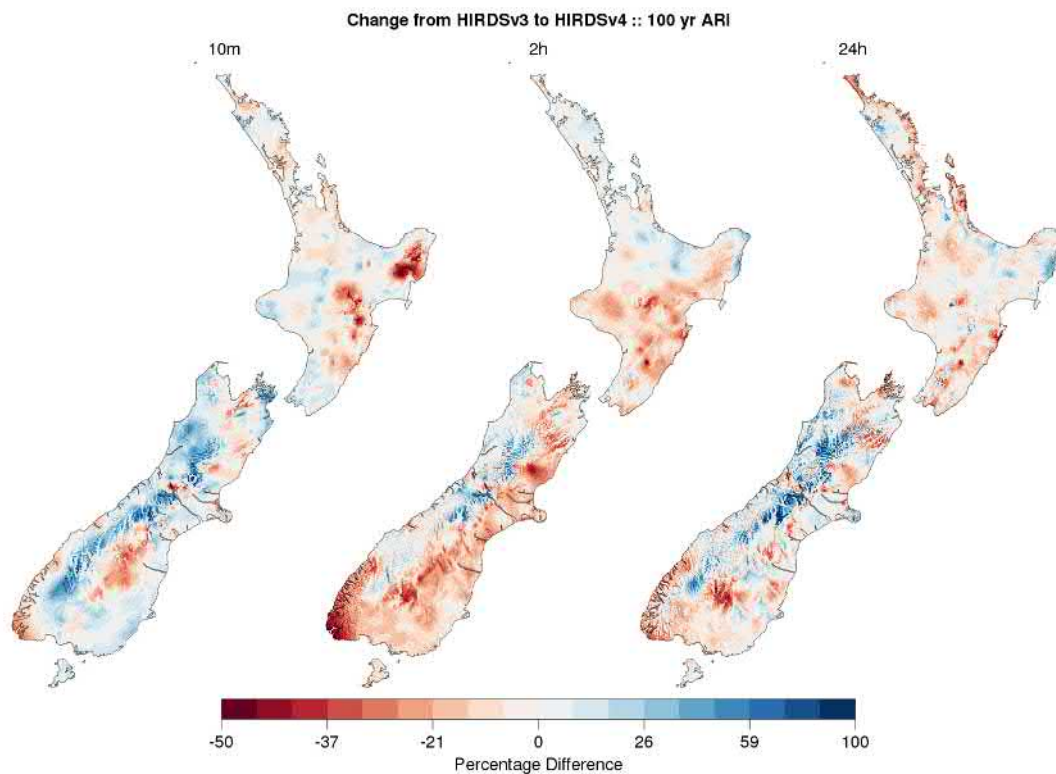 Change from HIRDSv3 to HIRDSv4 :: 100 yr ARI
10m 2h 24h
-50 -37 -21 0 26 59 100
Percentage Difference